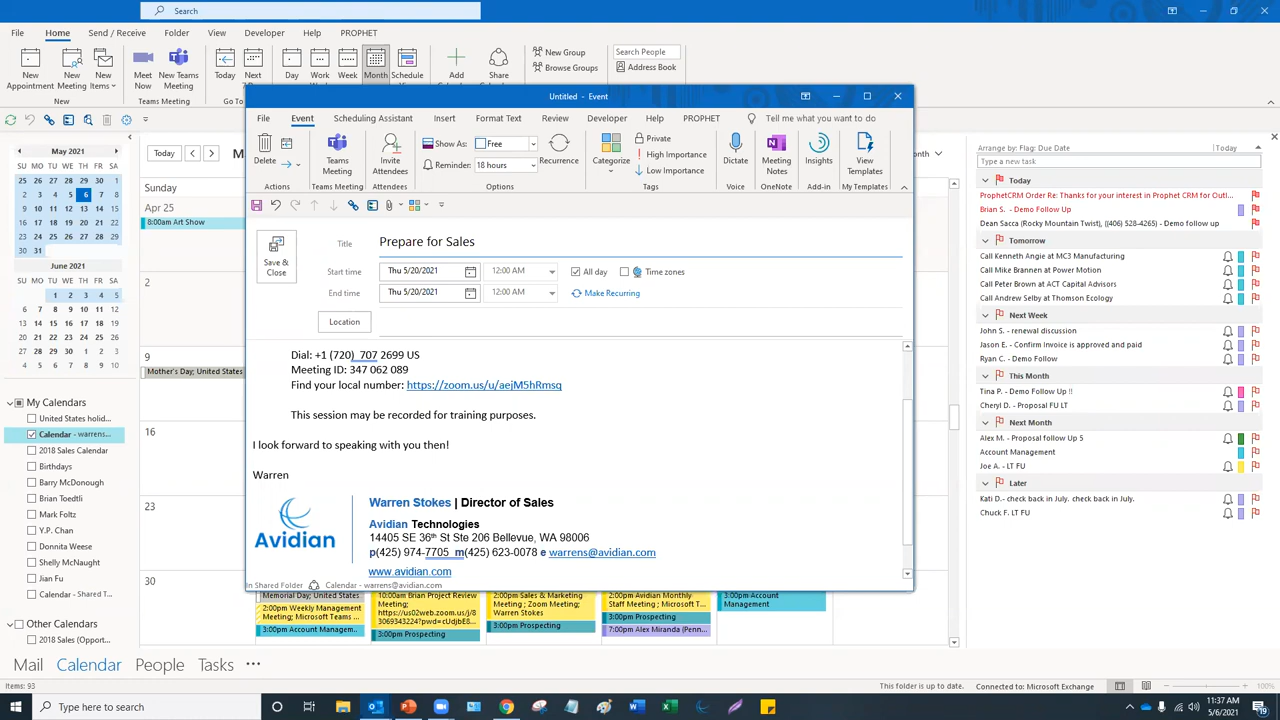 Search
File Home Send / Receive Folder View Developer Help PROPHET
New Appointment
New Meeting
New Items
New
Meet Now
New Teams Meeting
Teams Meeting
Today
Next
Go To
Day
Work
Week
Month
Schedule
Add
Share
New Group
Browse Groups
Search People
Address Book
May 2021
SU MO TU WE TH FR SA
25 26 27 28 29 30 1
2 3 4 5 6 7 8
9 10 11 12 13 14 15
16 17 18 19 20 21 22
23 24 25 26 27 28 29
30 31
June 2021
SU MO TU WE TH FR SA
1 2 3 4 5
6 7 8 9 10 11 12
13 14 15 16 17 18 19
20 21 22 23 24 25 26
27 28 29 30 1 2 3
4 5 6 7 8 9 10
My Calendars
United States holid...
Calendar - warrens...
2018 Sales Calendar
Birthdays
Barry McDonough
Brian Toedtli
Mark Foltz
Y.P. Chan
Donnita Weese
Shelly McNaught
Jian Fu
Calendar - Shared T...
Other Calendars
2018 Sales (Opport...
Today
Sunday
Apr 25
8:00am Art Show
2
9
Mother's Day; United States
16
23
30
Untitled - Event
File Event Scheduling Assistant Insert Format Text Review Developer Help PROPHET Tell me what you want to do
Delete
Actions
Teams Meeting
Teams Meeting
Invite Attendees
Attendees
Show As: Free
Reminder: 18 hours
Recurrence
Options
Categorize
Private
High Importance
Low Importance
Tags
Dictate
Voice
Meeting Notes
OneNote
Insights
Add-in
View Templates
My Templates
Save & Close
Title Prepare for Sales
Start time Thu 5/20/2021 12:00 AM All day Time zones
End time Thu 5/20/2021 12:00 AM Make Recurring
Location
Dial: +1 (720) 707 2699 US
Meeting ID: 347 062 089
Find your local number: https://zoom.us/u/aejM5hRmsq
This session may be recorded for training purposes.
I look forward to speaking with you then!
Warren
Avidian
Warren Stokes | Director of Sales
Avidian Technologies
14405 SE 36th St Ste 206 Bellevue, WA 98006
p(425) 974-7705 m(425) 623-0078 e warrens@avidian.com
www.avidian.com
In Shared Folder Calendar - warrens@avidian.com
Memorial Day; United States
2:00pm Weekly Management Meeting; Microsoft Teams ...
3:00pm Account Managem...
10:00am Brian Project Review Meeting; https://us02web.zoom.us/j/83069343224?pwd=cUdjbE8...
3:00pm Prospecting
2:00pm Sales & Marketing Meeting ; Zoom Meeting; Warren Stokes
3:00pm Prospecting
2:00pm Avidian Monthly Staff Meeting ; Microsoft T...
3:00pm Prospecting
7:00pm Alex Miranda (Penn...
3:00pm Account Management
Arrange by: Flag: Due Date Today
Type a new task
Today
ProphetCRM Order Re: Thanks for your interest in Prophet CRM for Outl...
Brian S. - Demo Follow Up
Dean Sacca (Rocky Mountain Twist), ((406) 528-4265) - Demo follow up
Tomorrow
Call Kenneth Angie at MC3 Manufacturing
Call Mike Brannen at Power Motion
Call Peter Brown at ACT Capital Advisors
Call Andrew Selby at Thomson Ecology
Next Week
John S. - renewal discussion
Jason E. - Confirm Invoice is approved and paid
Ryan C. - Demo Follow
This Month
Tina P. - Demo Follow Up !!
Cheryl D. - Proposal FU LT
Next Month
Alex M. - Proposal follow Up 5
Account Management
Joe A. - LT FU
Later
Kati D.- check back in July. check back in July.
Chuck F. LT FU
Mail Calendar People Tasks •••
Items: 93
This folder is up to date. Connected to: Microsoft Exchange 100%
Type here to search
11:37 AM
5/6/2021